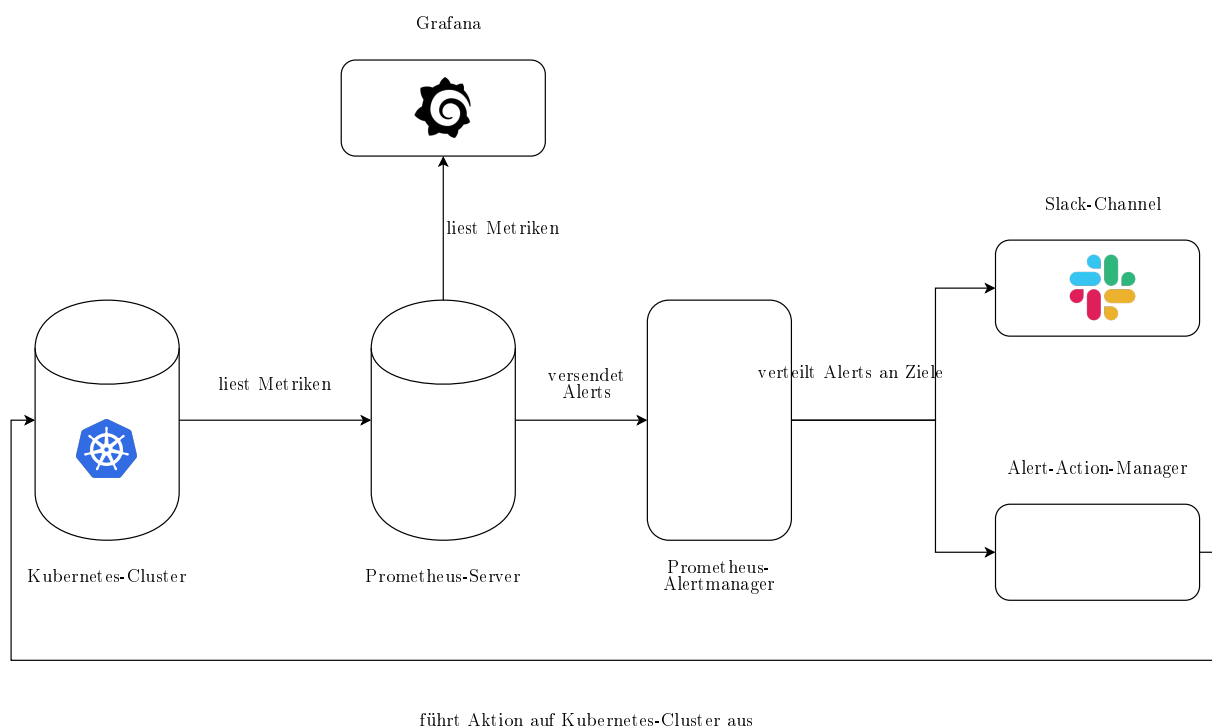 Grafana
liest Metriken
Slack-Channel
liest Metriken
versendet
Alerts
verteilt Alerts an Ziele
Alert-Action-Manager
Kubernetes-Cluster
Prometheus-Server
Prometheus-
Alertmanager
führt Aktion auf Kubernetes-Cluster aus